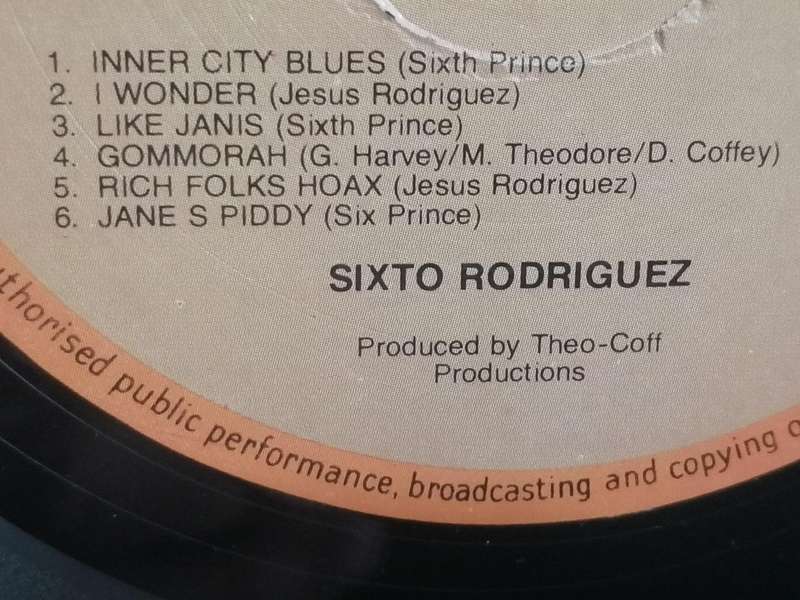 1. INNER CITY BLUES (Sixth Prince)
2. I WONDER (Jesus Rodriguez)
3. LIKE JANIS (Sixth Prince)
4. GOMMORAH (G. Harvey/M. Theodore/D. Coffey)
5. RICH FOLKS HOAX (Jesus Rodriguez)
6. JANE S PIDDY (Six Prince)
SIXTO RODRIGUEZ
Produced by Theo-Coff
Productions
public performance, broadcasting and copying